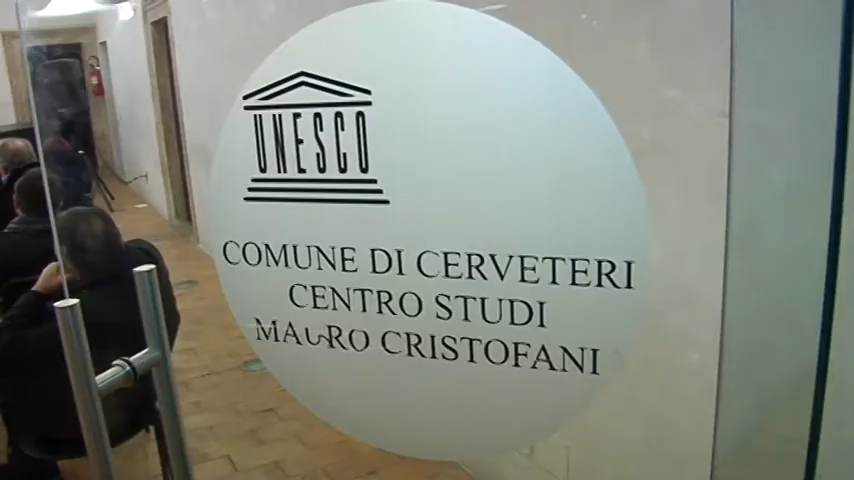 UNESCO
COMUNE DI CERVETERI
CENTRO STUDI
MAURO CRISTOFANI